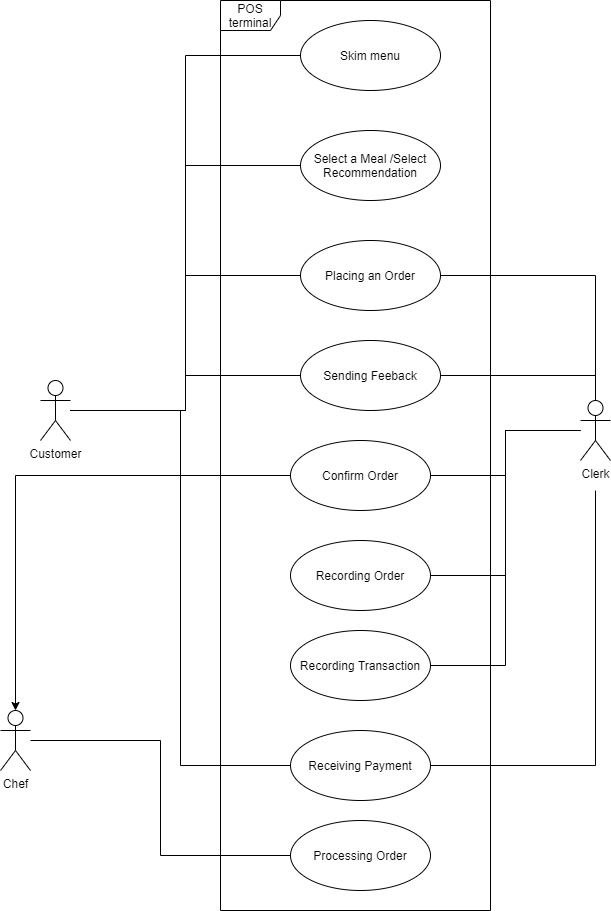 POS
terminal
Skim menu
Select a Meal /Select
Recommendation
Placing an Order
Sending Feeback
Customer
Confirm Order
Clerk
Recording Order
Recording Transaction
Receiving Payment
Chef
Processing Order